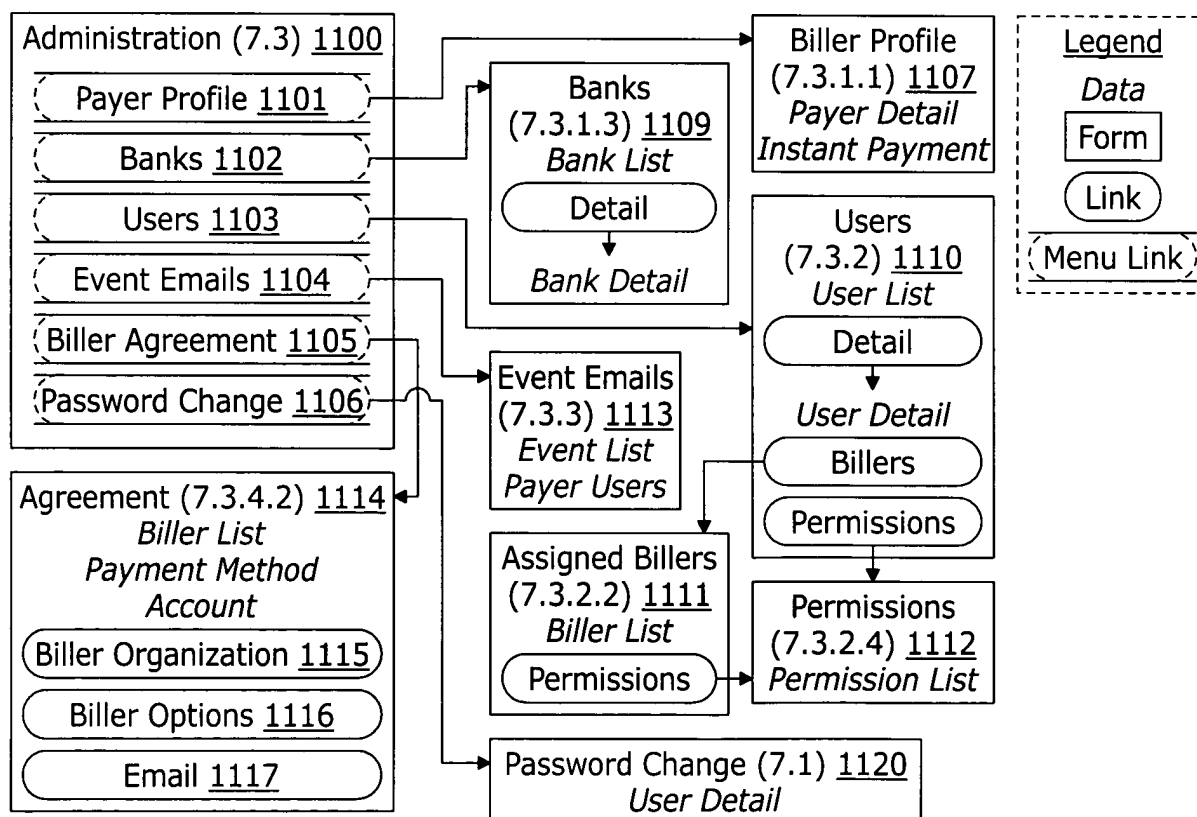 Administration (7.3) 1100
Payer Profile 1101
Banks 1102
Users 1103
Event Emails 1104
Biller Agreement 1105
Password Change 1106
Agreement (7.3.4.2) 1114
Biller List
Payment Method
Account
Biller Organization 1115
Biller Options 1116
Email 1117
Banks
(7.3.1.3) 1109
Bank List
Detail
Bank Detail
Event Emails
(7.3.3) 1113
Event List
Payer Users
Assigned Billers
(7.3.2.2) 1111
Biller List
Permissions
Password Change (7.1) 1120
User Detail
Biller Profile
(7.3.1.1) 1107
Payer Detail
Instant Payment
Users
(7.3.2) 1110
User List
Detail
User Detail
Billers
Permissions
Permissions
(7.3.2.4) 1112
Permission List
Legend
Data
Form
Link
Menu Link